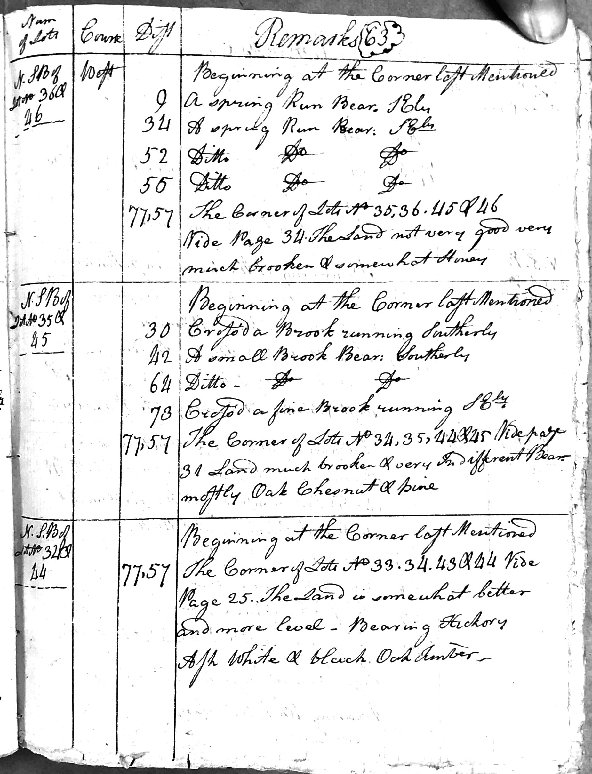 Num of Lots Course Dist Remarks 63
N. S B of Lot No 36 & 46 West Beginning at the Corner last Mentioned
9 A spring Run Bear. SEly
34 A spring Run Bear: SEly
52 Ditto Do Do
55 Ditto Do Do
77,57 The Corner of Lots No 35, 36. 45 & 46
Vide Page 34. The Land not very good very
much brooken & somewhat Stoney
N. S B of Lot No 35 & 45 Beginning at the Corner last Mentioned
30 Cross'd a Brook running Southerly
42 A small Brook Bear: Southerly
64 Ditto - Do Do
73 Cross'd a fine Brook running SEly
77,57 The Corner of Lots No 34, 35, 44 & 45 Vide page
31 Land much brooken & very Indifferent Bear
mostly Oak Chesnut & pine
N. S B of Lot No & 44 Beginning at the Corner last Mentioned
77,57 The Corner of Lots No 33. 34. 43 & 44 Vide
Page 25. The Land is somewhat better
and more level - Bearing Hickory
Ash White & black Oak timber -